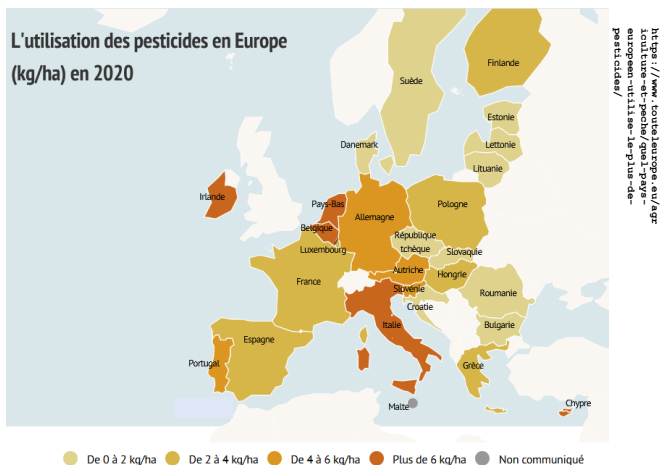 L'utilisation des pesticides en Europe
(kg/ha) en 2020
Finlande
Suède
Estonie
Lettonie
Danemark
Lituanie
Irlande
Pays-Bas
Pologne
Allemagne
Belgique
République
tchèque
Luxembourg
Slovaquie
Autriche
Hongrie
France
Slovénie
Roumanie
Croatie
Italie
Bulgarie
Espagne
Portugal
Grèce
Malte
Chypre
De 0 à 2 kg/ha
De 2 à 4 kg/ha
De 4 à 6 kg/ha
Plus de 6 kg/ha
Non communiqué
https://www.touteleurope.eu/agr
iculture-et-peche/quel-pays-
europeen-utilise-le-plus-de-
pesticides/